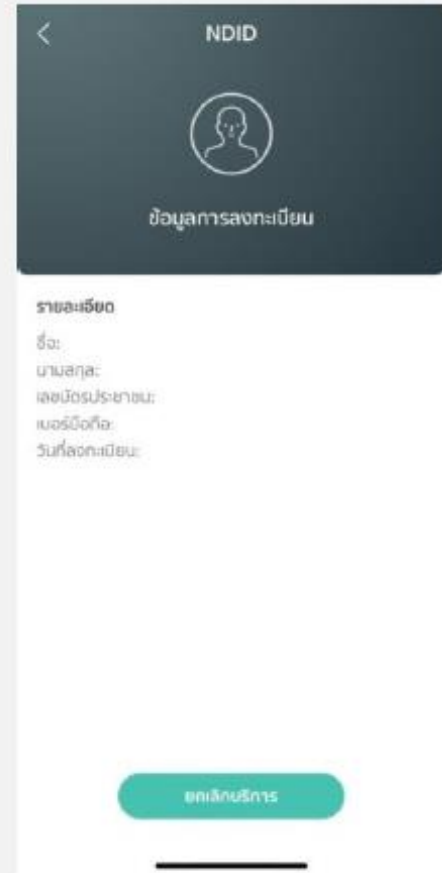 NDID
ข้อมูลการลงทะเบียน
รายละเอียด
ชื่อ:
นามสกุล:
เลขบัตรประชาชน:
เบอร์มือถือ:
วันที่ลงทะเบียน:
ยกเลิกบริการ